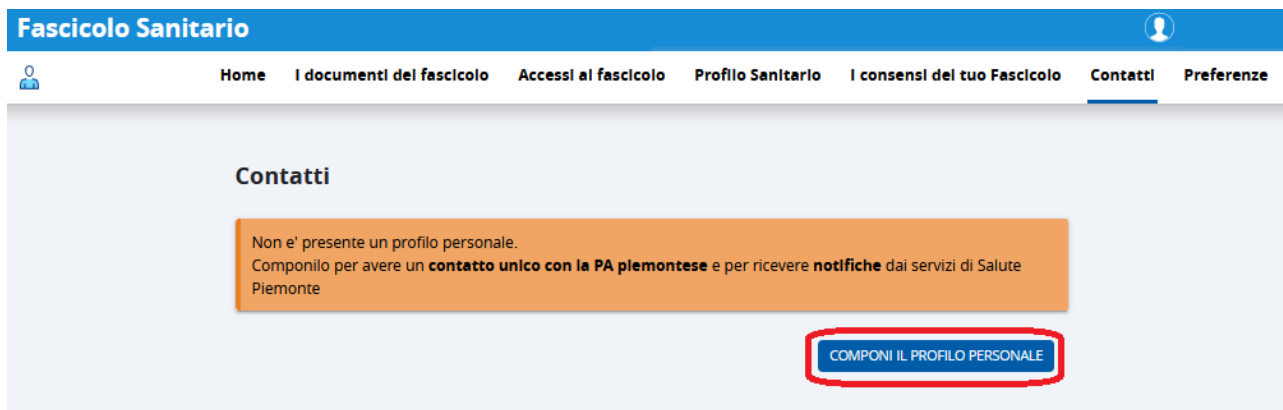 Fascicolo Sanitario
Home I documenti del fascicolo Accessi al fascicolo Profilo Sanitario I consensi del tuo Fascicolo Contatti Preferenze
Contatti
Non e' presente un profilo personale.
Componilo per avere un contatto unico con la PA piemontese e per ricevere notifiche dai servizi di Salute
Piemonte
COMPONI IL PROFILO PERSONALE